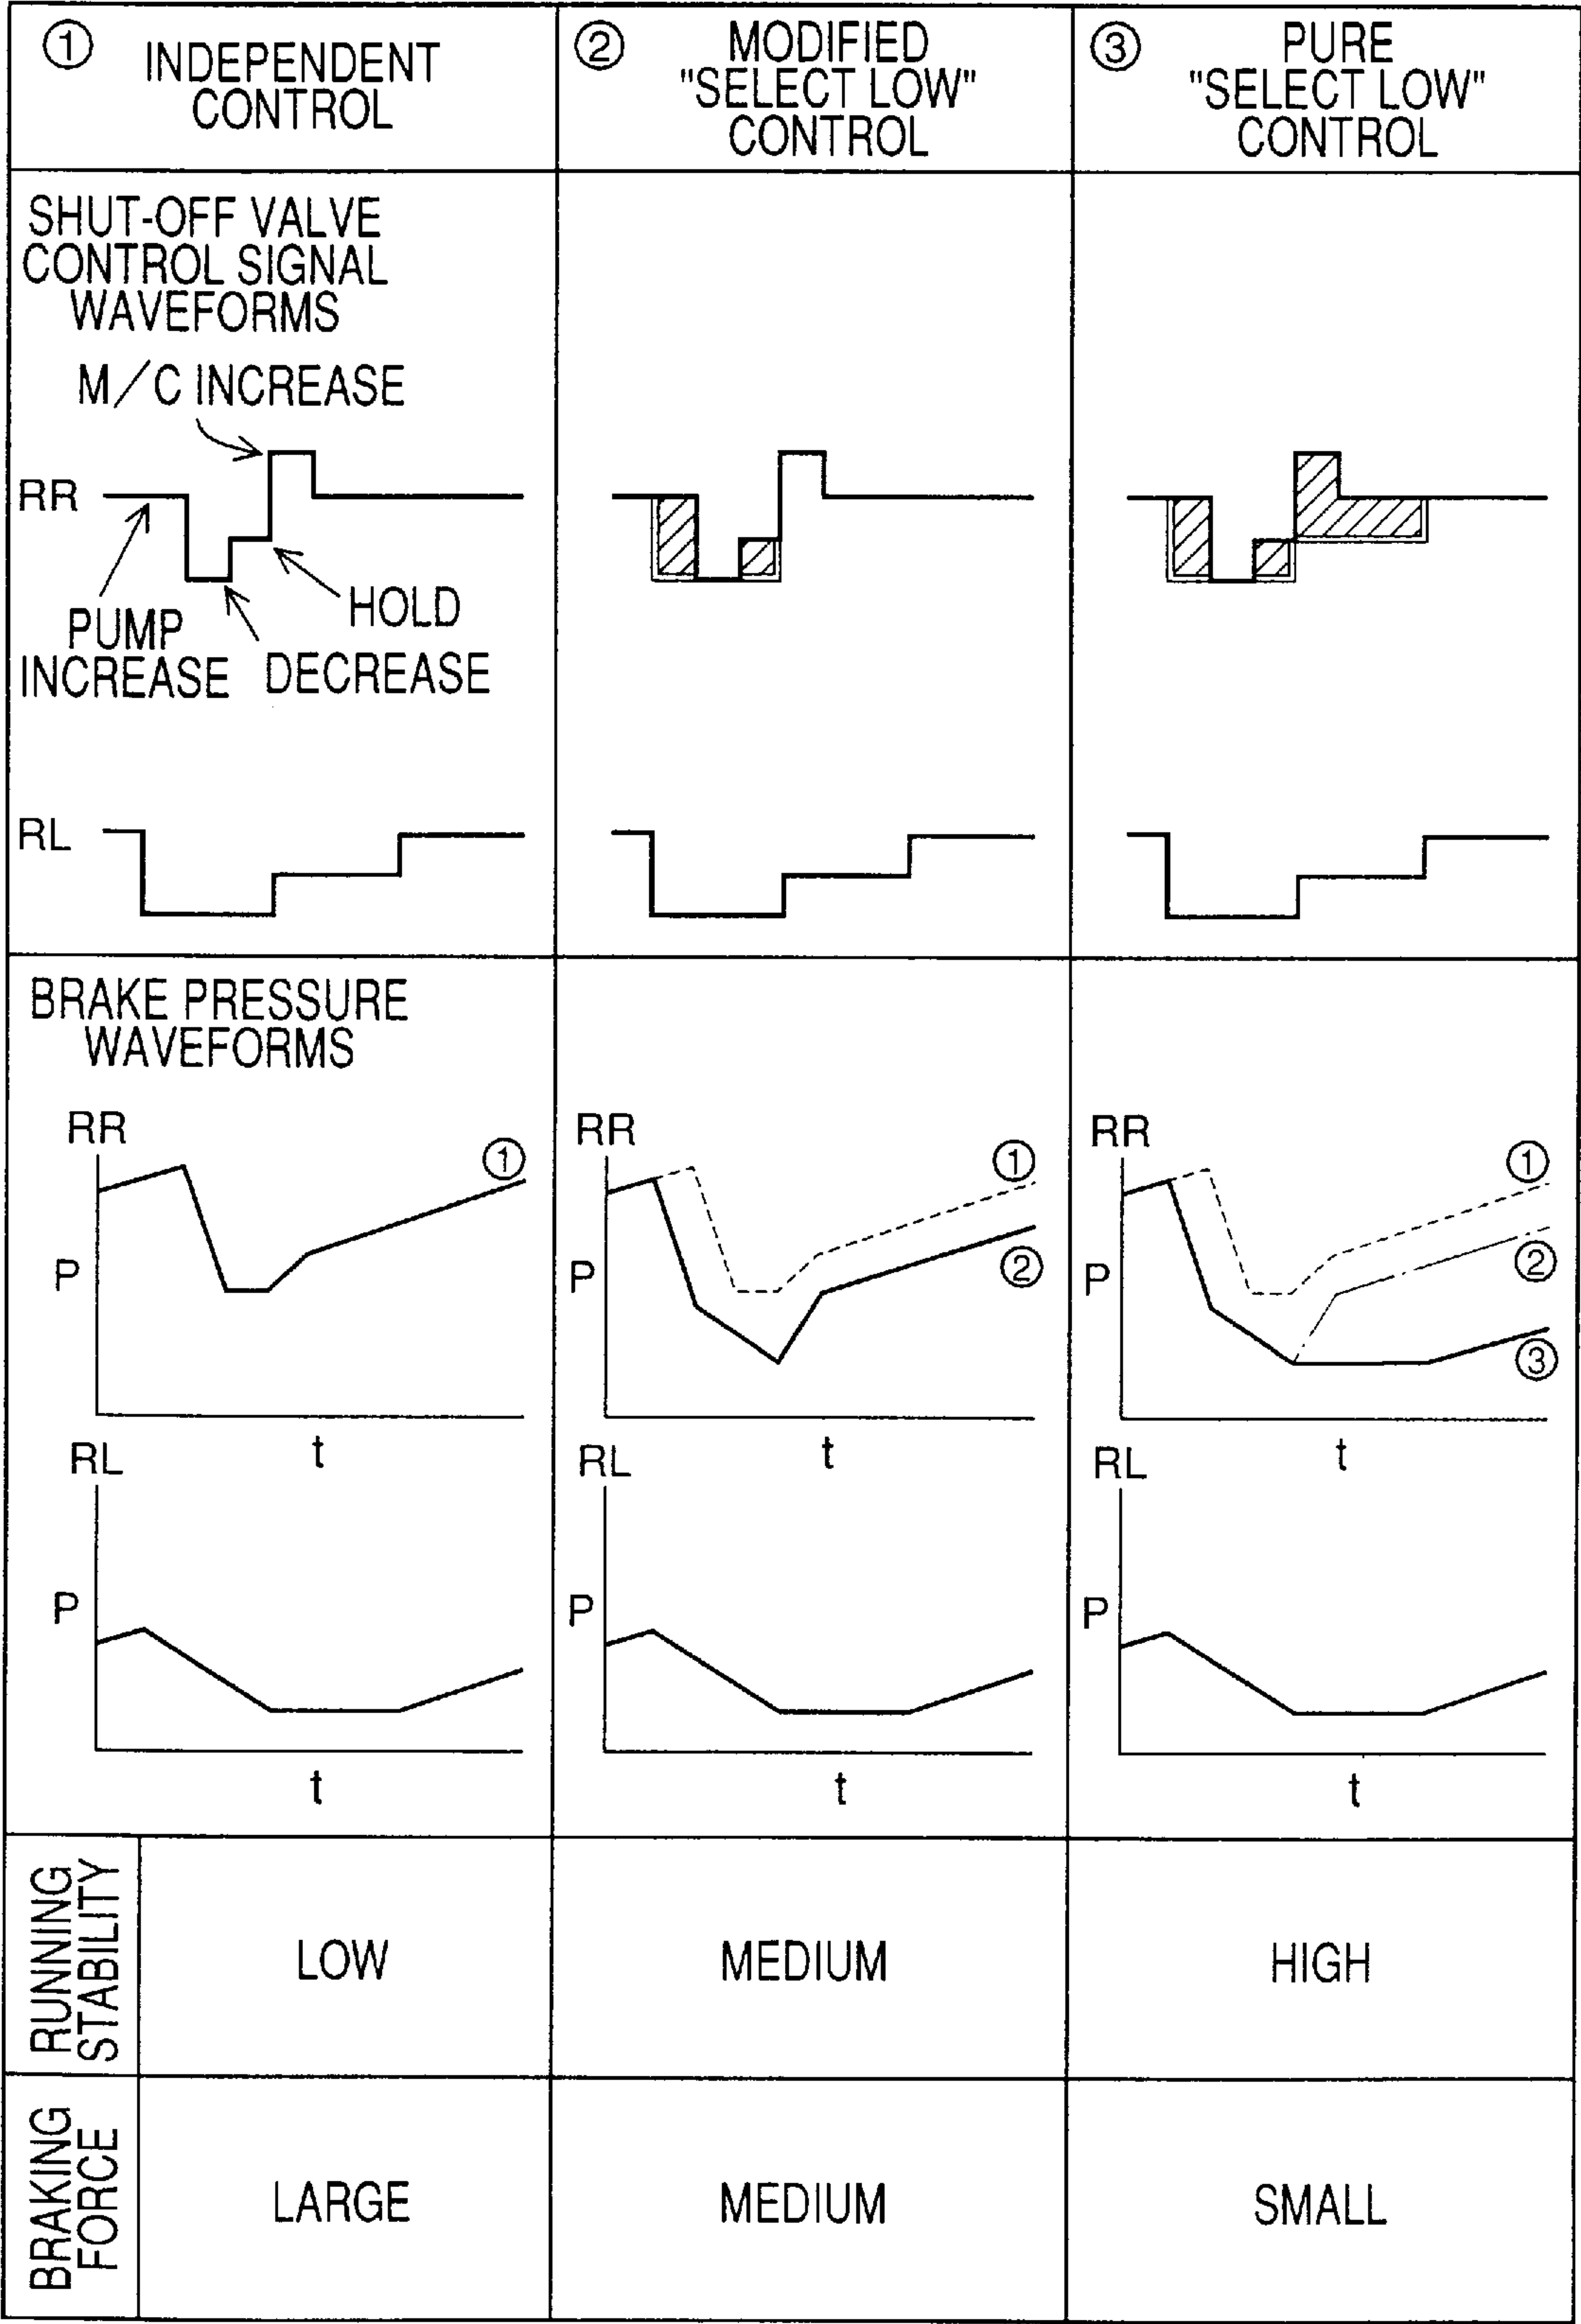 ① INDEPENDENT
CONTROL
② MODIFIED
"SELECT LOW"
CONTROL
③ PURE
"SELECT LOW"
CONTROL
SHUT-OFF VALVE
CONTROL SIGNAL
WAVEFORMS
M/C INCREASE
RR
HOLD
PUMP
INCREASE
DECREASE
RL
BRAKE PRESSURE
WAVEFORMS
RR
①
P
t
RR
①
②
P
t
RR
①
②
③
P
t
RL
P
t
RL
P
t
RL
P
t
RUNNING
STABILITY
LOW
MEDIUM
HIGH
BRAKING
FORCE
LARGE
MEDIUM
SMALL